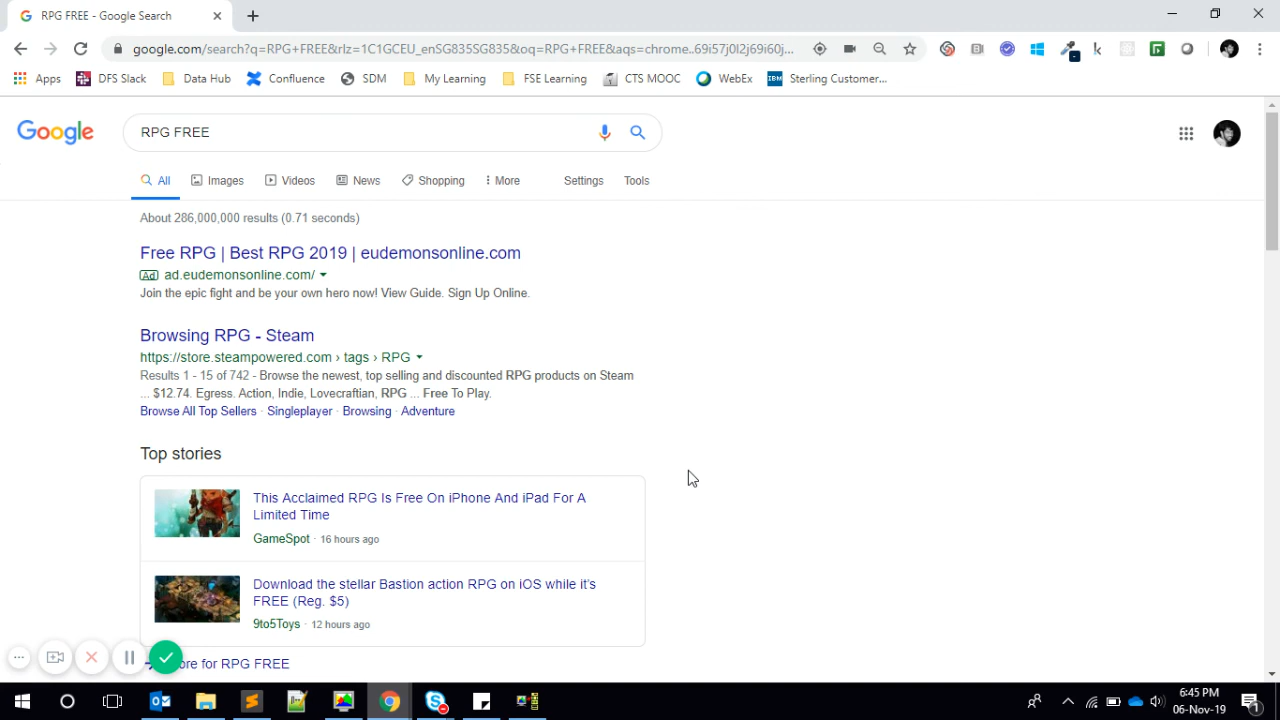 RPG FREE - Google Search
google.com/search?q=RPG+FREE&rlz=1C1GCEU_enSG835SG835&oq=RPG+FREE&aqs=chrome..69i57j0l2j69i60j...
Apps DFS Slack Data Hub Confluence SDM My Learning FSE Learning CTS MOOC WebEx IBM Sterling Customer...
Google
RPG FREE
All Images Videos News Shopping More Settings Tools
About 286,000,000 results (0.71 seconds)
Free RPG | Best RPG 2019 | eudemonsonline.com
Ad ad.eudemonsonline.com/
Join the epic fight and be your own hero now! View Guide. Sign Up Online.
Browsing RPG - Steam
https://store.steampowered.com › tags › RPG
Results 1 - 15 of 742 - Browse the newest, top selling and discounted RPG products on Steam
... $12.74. Egress. Action, Indie, Lovecraftian, RPG ... Free To Play.
Browse All Top Sellers · Singleplayer · Browsing · Adventure
Top stories
This Acclaimed RPG Is Free On iPhone And iPad For A
Limited Time
GameSpot · 16 hours ago
Download the stellar Bastion action RPG on iOS while it's
FREE (Reg. $5)
9to5Toys · 12 hours ago
for RPG FREE
6:45 PM
06-Nov-19
1